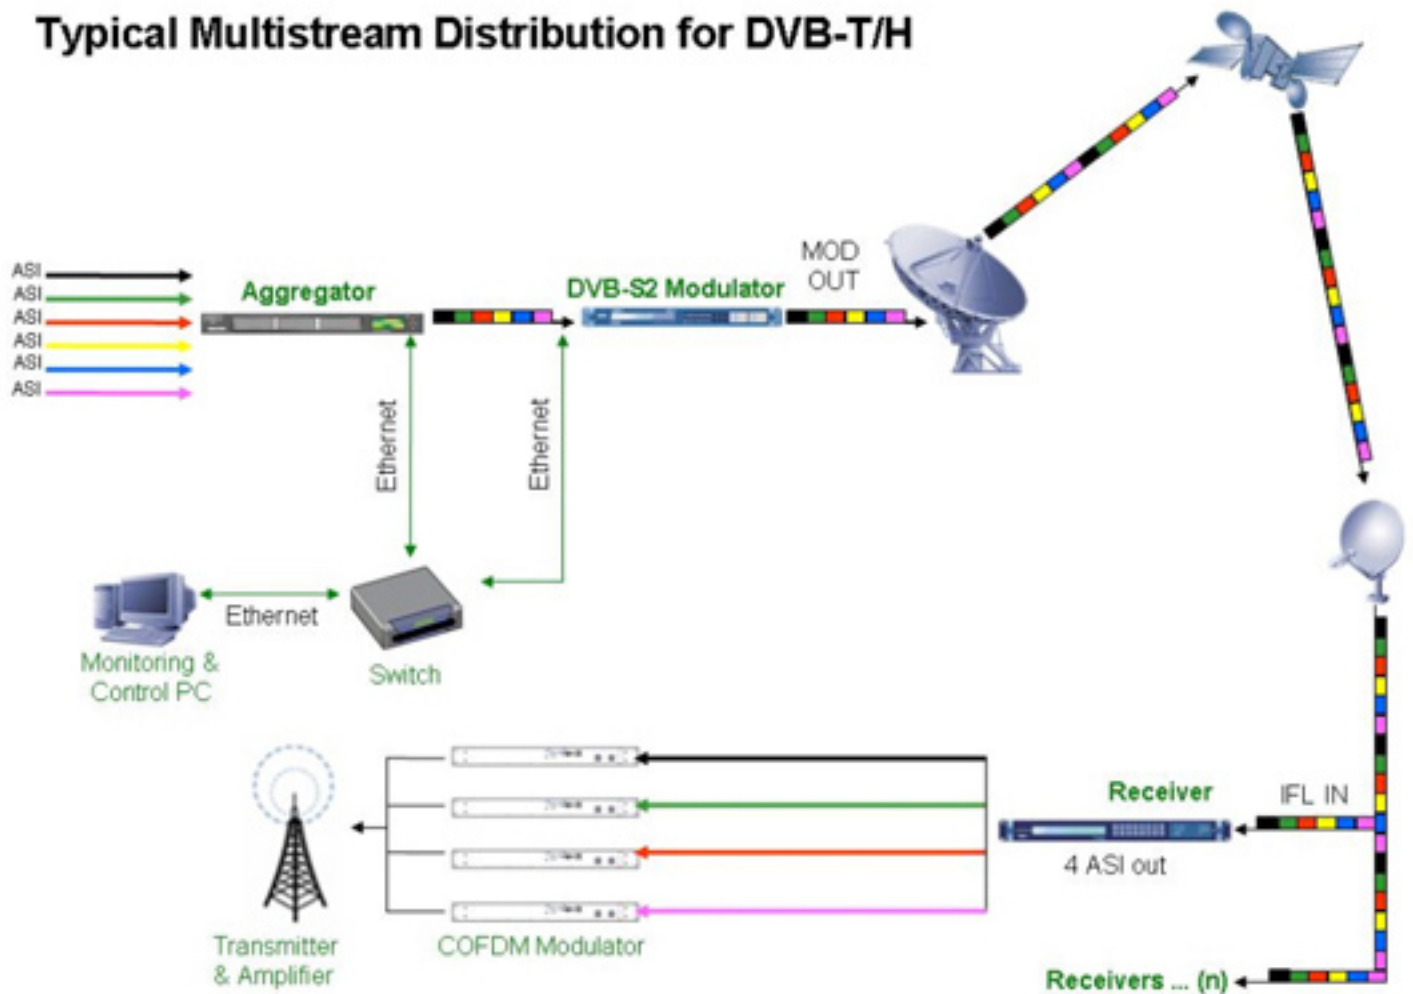 Typical Multistream Distribution for DVB-T/H
MOD
OUT
ASI
ASI
ASI
ASI
ASI
ASI
Aggregator
DVB-S2 Modulator
Ethernet
Ethernet
Ethernet
Monitoring &
Control PC
Switch
Receiver
IFL IN
4 ASI out
COFDM Modulator
Transmitter
& Amplifier
Receivers ... (n)